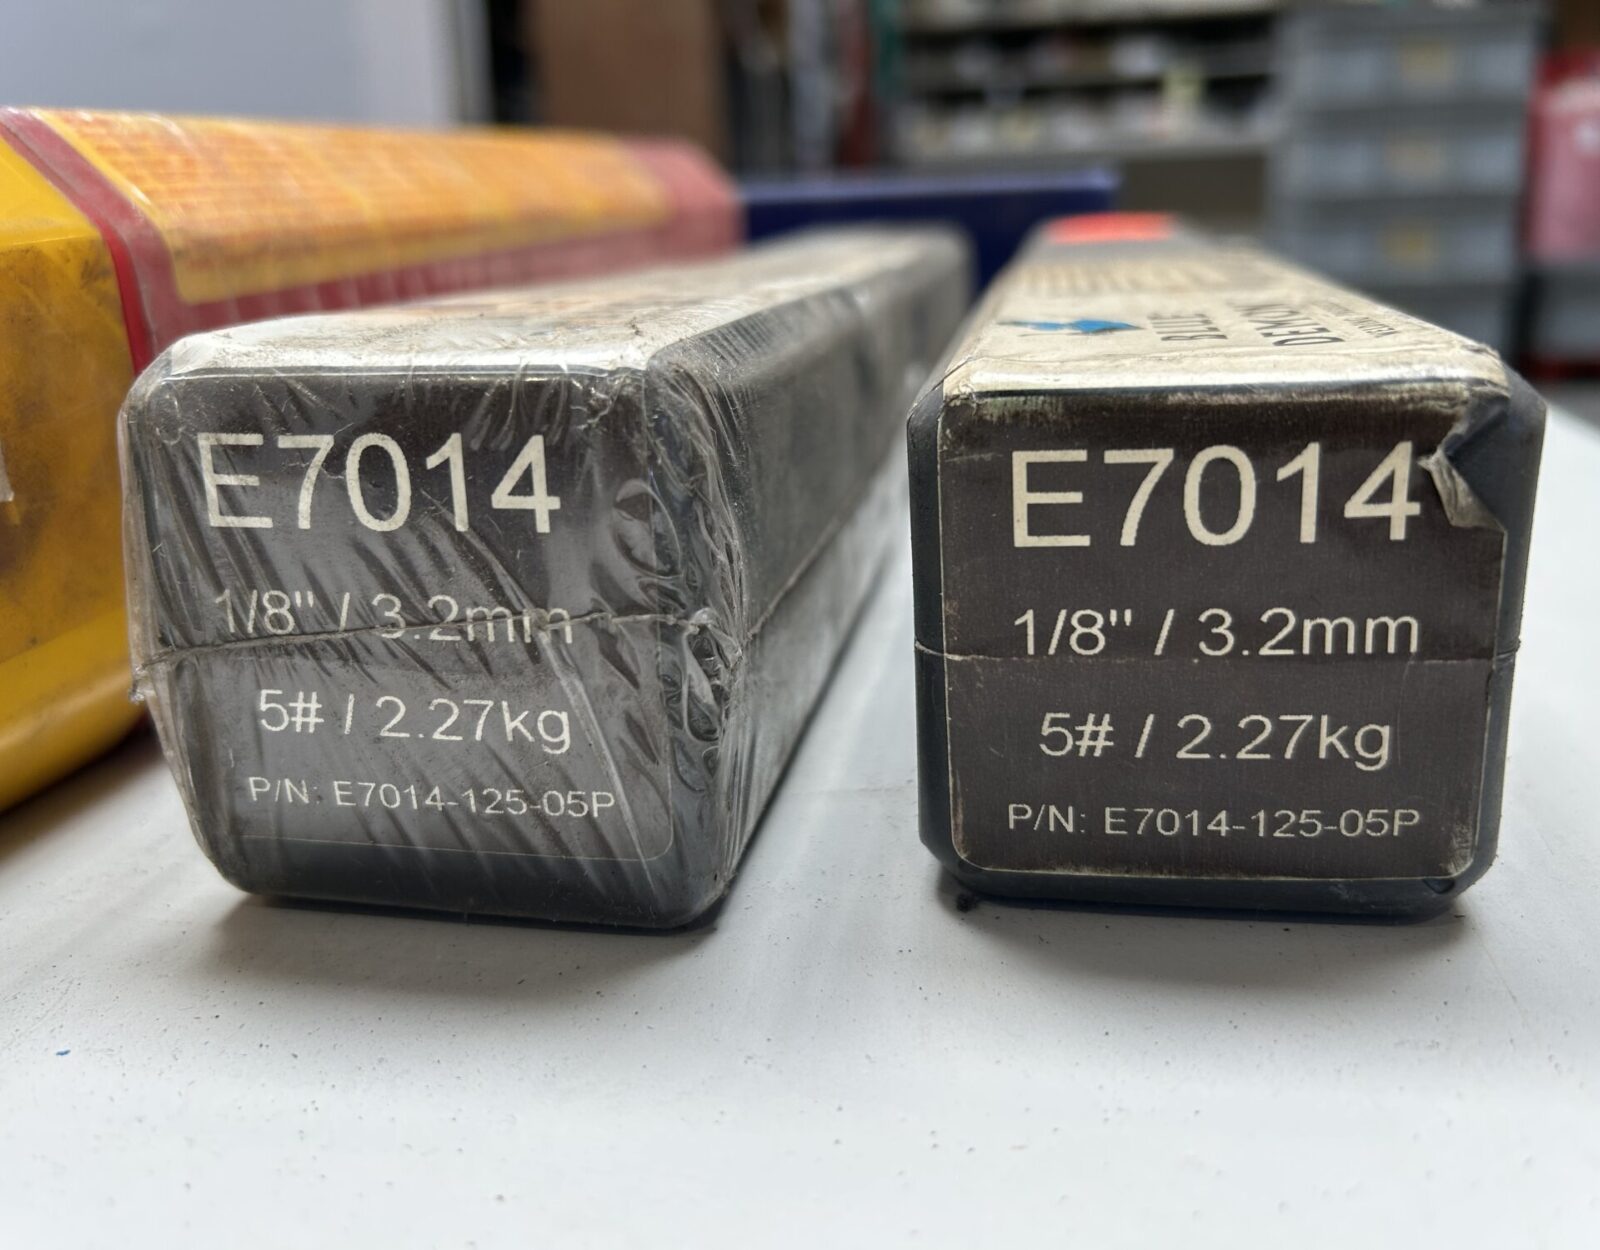 E7014
1/8" / 3.2mm
5# / 2.27kg
P/N: E7014-125-05P
BLUE
DEMON
E7014
1/8" / 3.2mm
5# / 2.27kg
P/N: E7014-125-05P